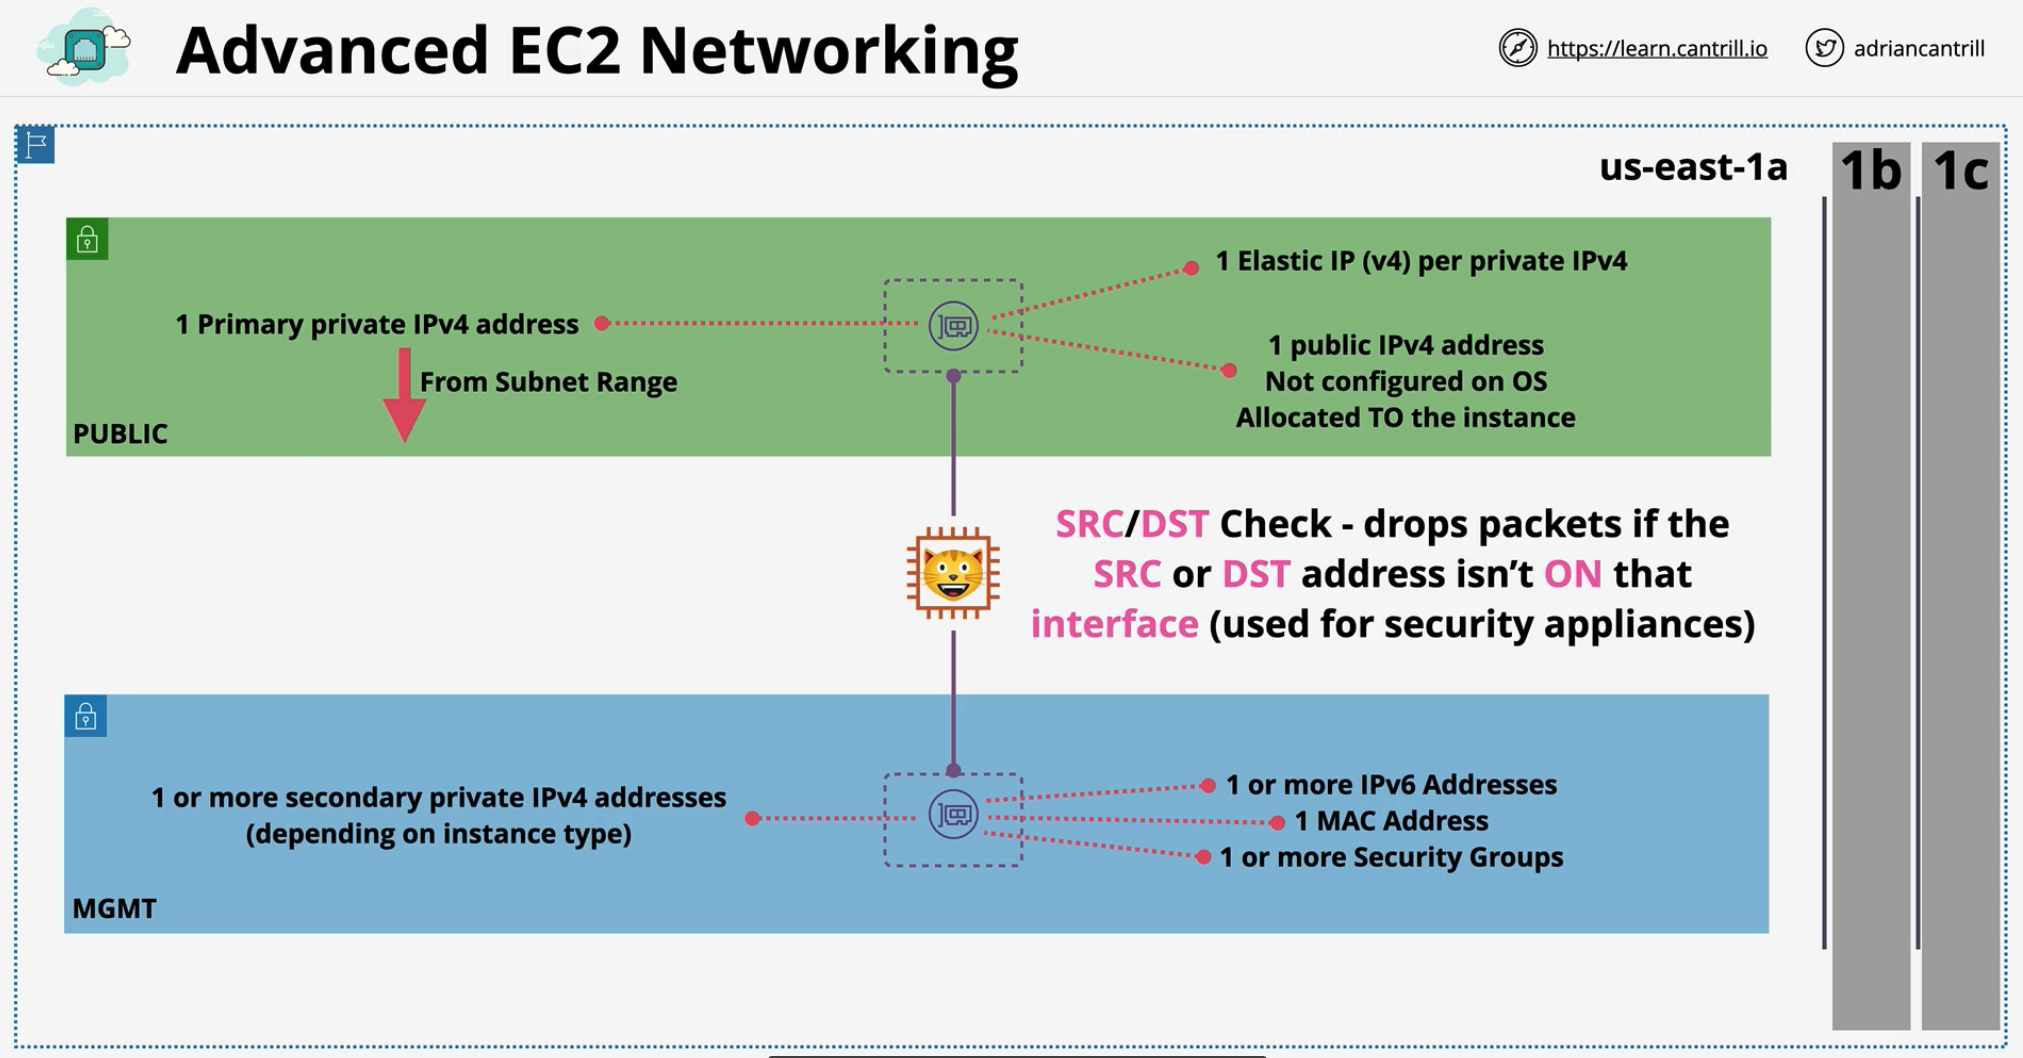 Advanced EC2 Networking
https://learn.cantrill.io
adriancantrill
us-east-1a
1b
1c
1 Primary private IPv4 address
From Subnet Range
1 Elastic IP (v4) per private IPv4
1 public IPv4 address
Not configured on OS
Allocated TO the instance
PUBLIC
SRC/DST Check - drops packets if the
SRC or DST address isn’t ON that
interface (used for security appliances)
1 or more secondary private IPv4 addresses
(depending on instance type)
1 or more IPv6 Addresses
1 MAC Address
1 or more Security Groups
MGMT